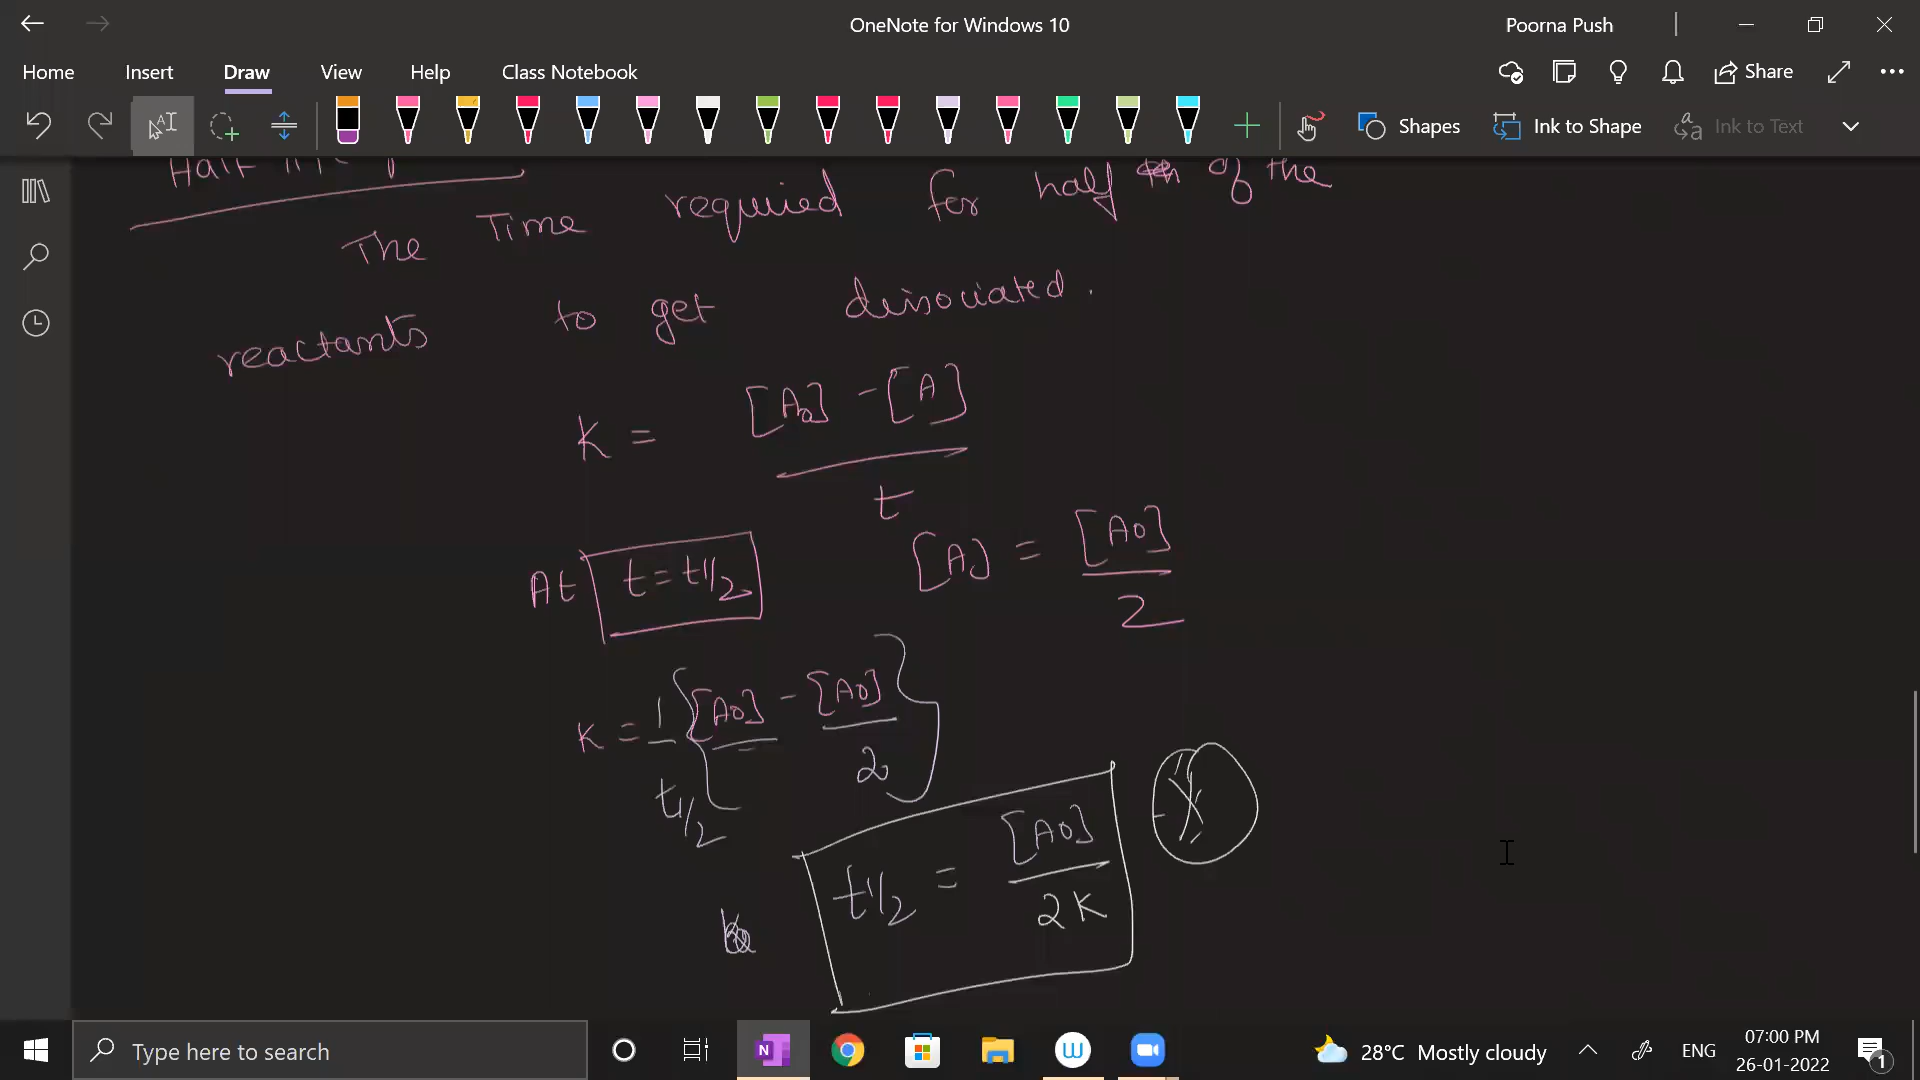 OneNote for Windows 10
Poorna Push
Home Insert Draw View Help Class Notebook
Share
Shapes Ink to Shape Ink to Text
Half life
The Time required for half of the
reactants to get dissociated.
K = [A0] - [A]
t
At t = t1/2 [A] = [A0]
2
K = 1 { [A0] - [A0] }
t1/2 2
t1/2 = [A0]
2K
Type here to search
28°C Mostly cloudy
ENG
07:00 PM
26-01-2022
1